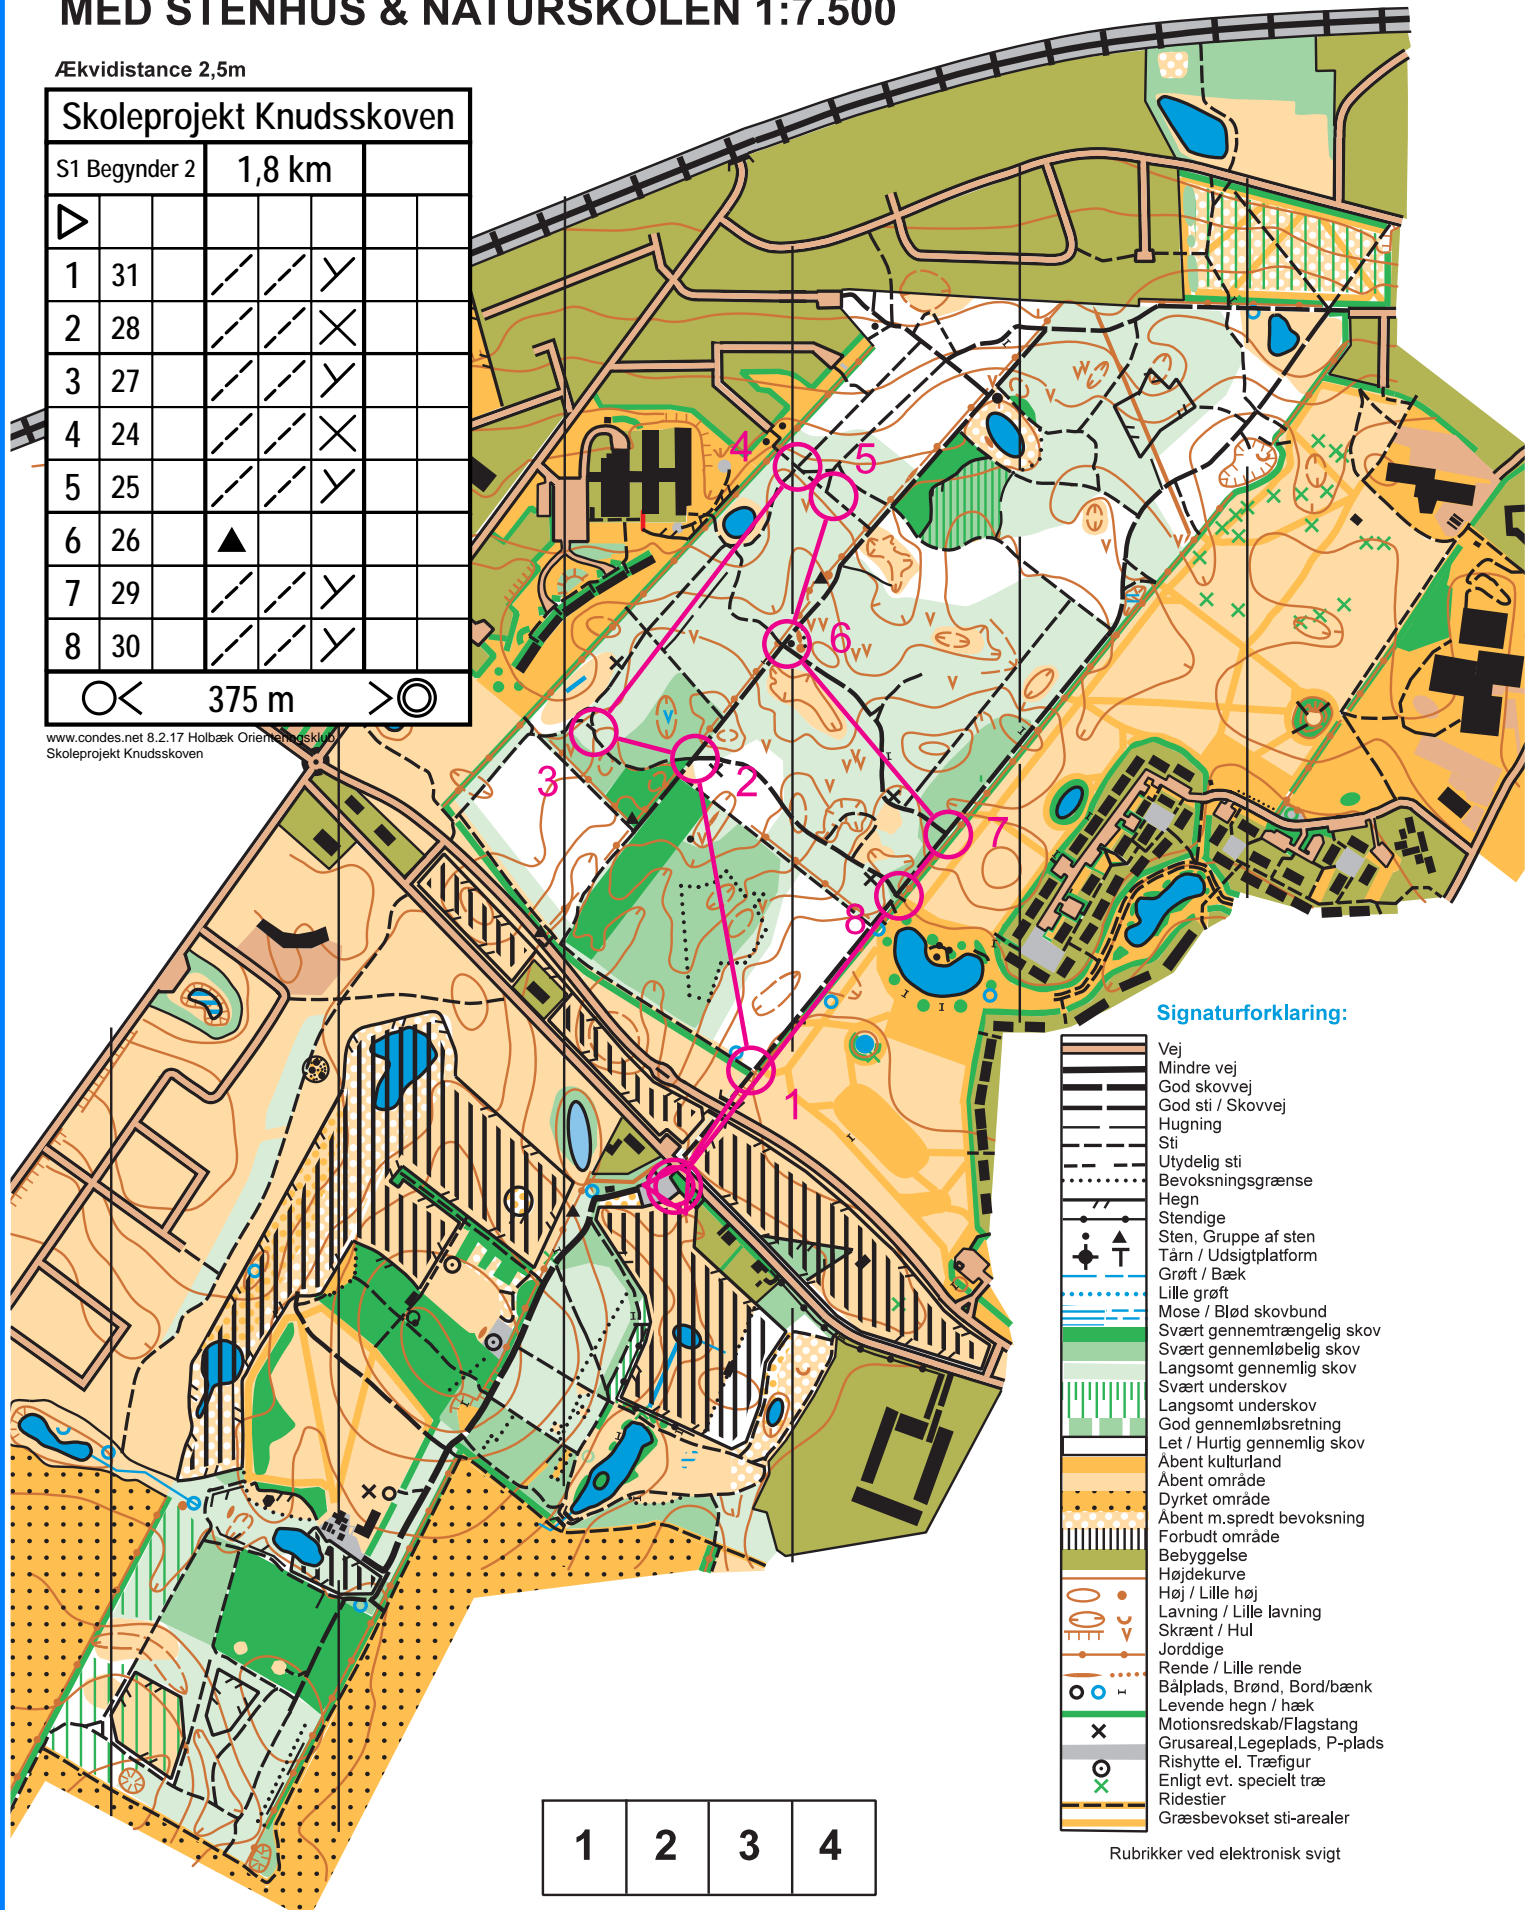 MED STENHUS & NATURSKOLEN 1:7.500
Ækvidistance 2,5m
Skoleprojekt Knudsskoven
S1 Begynder 2 1,8 km
1 31
2 28
3 27
4 24
5 25
6 26
7 29
8 30
375 m
www.condes.net 8.2.17 Holbæk Orienteringsklub
Skoleprojekt Knudsskoven
4
5
6
3
2
7
8
1
Signaturforklaring:
Vej
Mindre vej
God skovvej
God sti / Skovvej
Hugning
Sti
Utydelig sti
Bevoksningsgrænse
Hegn
Stendige
Sten, Gruppe af sten
Tårn / Udsigtplatform
Grøft / Bæk
Lille grøft
Mose / Blød skovbund
Svært gennemtrængelig skov
Svært gennemløbelig skov
Langsomt gennemlig skov
Svært underskov
Langsomt underskov
God gennemløbsretning
Let / Hurtig gennemlig skov
Åbent kulturland
Åbent område
Dyrket område
Åbent m.spredt bevoksning
Forbudt område
Bebyggelse
Højdekurve
Høj / Lille høj
Lavning / Lille lavning
Skrænt / Hul
Jorddige
Rende / Lille rende
Bålplads, Brønd, Bord/bænk
Levende hegn / hæk
Motionsredskab/Flagstang
Grusareal,Legeplads, P-plads
Rishytte el. Træfigur
Enligt evt. specielt træ
Ridestier
Græsbevokset sti-arealer
Rubrikker ved elektronisk svigt
1 2 3 4